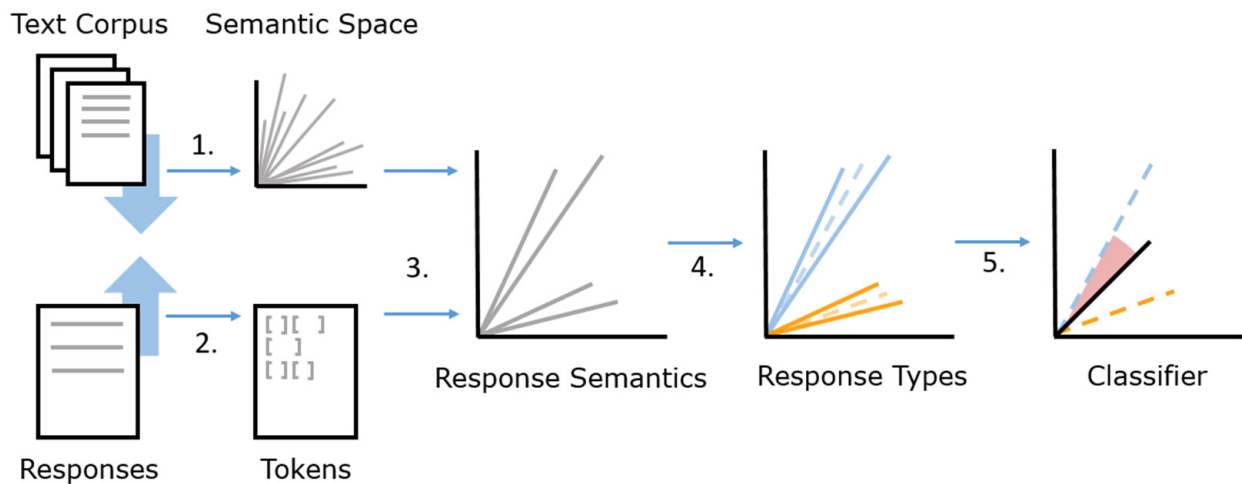 Text Corpus
Semantic Space
1.
2.
3.
4.
5.
[ ][ ]
[ ]
[ ][ ]
Response Semantics
Response Types
Classifier
Responses
Tokens